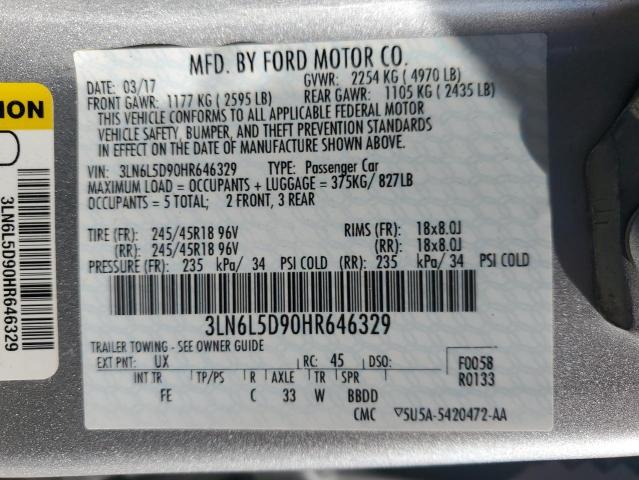 MFD. BY FORD MOTOR CO.
DATE: 03/17 GVWR: 2254 KG ( 4970 LB)
FRONT GAWR: 1177 KG ( 2595 LB) REAR GAWR: 1105 KG ( 2435 LB)
THIS VEHICLE CONFORMS TO ALL APPLICABLE FEDERAL MOTOR
VEHICLE SAFETY, BUMPER, AND THEFT PREVENTION STANDARDS
IN EFFECT ON THE DATE OF MANUFACTURE SHOWN ABOVE.
VIN: 3LN6L5D90HR646329 TYPE: Passenger Car
MAXIMUM LOAD = OCCUPANTS + LUGGAGE = 375KG/ 827LB
OCCUPANTS = 5 TOTAL; 2 FRONT, 3 REAR
TIRE (FR): 245/45R18 96V RIMS (FR): 18x8.0J
(RR): 245/45R18 96V (RR): 18x8.0J
PRESSURE (FR): 235 kPa/ 34 PSI COLD (RR): 235 kPa/ 34 PSI COLD
3LN6L5D90HR646329
TRAILER TOWING - SEE OWNER GUIDE
EXT PNT: UX RC: 45 DSO: F0058
INT TR TP/PS R AXLE TR SPR R0133
FE C 33 W BBDD
CMC ▽5U5A-5420472-AA
ION
3LN6L5D90HR646329